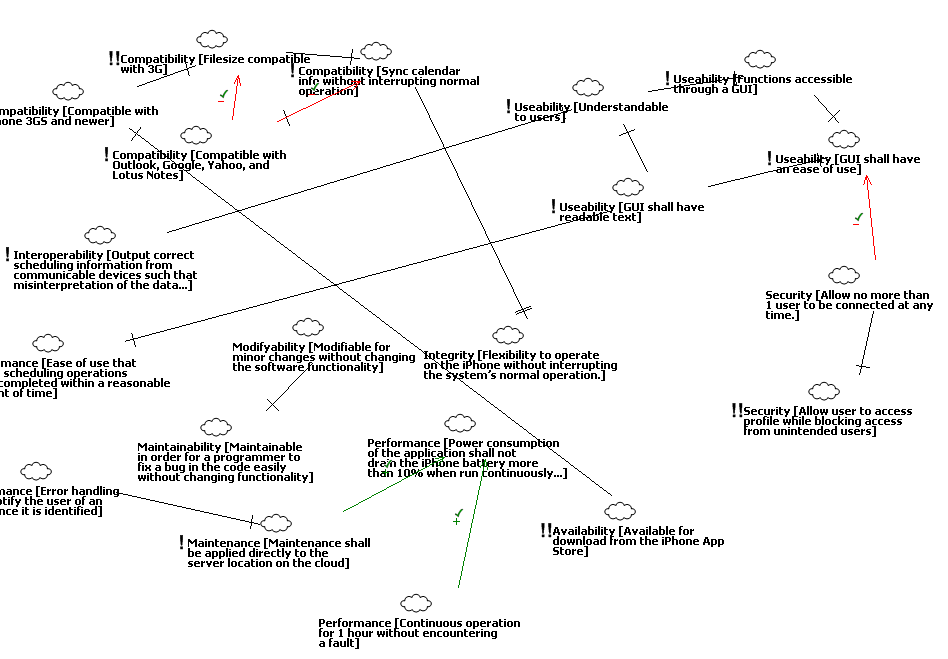 !!Compatibility [Filesize compatible
with 3G]
!Compatibility [Sync calendar
info without interrupting normal
operation]
!Useability [Functions accessible
through a GUI]
mpatibility [Compatible with
one 3GS and newer]
!Useability [Understandable
to users]
!Compatibility [Compatible with
Outlook, Google, Yahoo, and
Lotus Notes]
!Useability [GUI shall have
an ease of use]
!Useability [GUI shall have
readable text]
!Interoperability [Output correct
scheduling information from
communicable devices such that
misinterpretation of the data...]
Security [Allow no more than
1 user to be connected at any
time.]
mance [Ease of use that
scheduling operations
completed within a reasonable
nt of time]
Modifyability [Modifiable for
minor changes without changing
the software functionality]
Integrity [Flexibility to operate
on the iPhone without interrupting
the system's normal operation.]
!!Security [Allow user to access
profile while blocking access
from unintended users]
Maintainability [Maintainable
in order for a programmer to
fix a bug in the code easily
without changing functionality]
Performance [Power consumption
of the application shall not
drain the iPhone battery more
than 10% when run continuously...]
mance [Error handling
otify the user of an
nce it is identified]
!Maintenance [Maintenance shall
be applied directly to the
server location on the cloud]
!!Availability [Available for
download from the iPhone App
Store]
Performance [Continuous operation
for 1 hour without encountering
a fault]